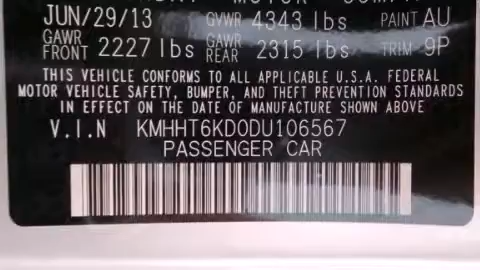 MOTOR
JUN/29/13 GVWR 4343 lbs PAINT AU
GAWR FRONT 2227 lbs GAWR REAR 2315 lbs TRIM 9P
THIS VEHICLE CONFORMS TO ALL APPLICABLE U.S.A. FEDERAL
MOTOR VEHICLE SAFETY, BUMPER, AND THEFT PREVENTION STANDARDS
IN EFFECT ON THE DATE OF MANUFACTURE SHOWN ABOVE
V.I.N KMHHT6KD0DU106567
PASSENGER CAR